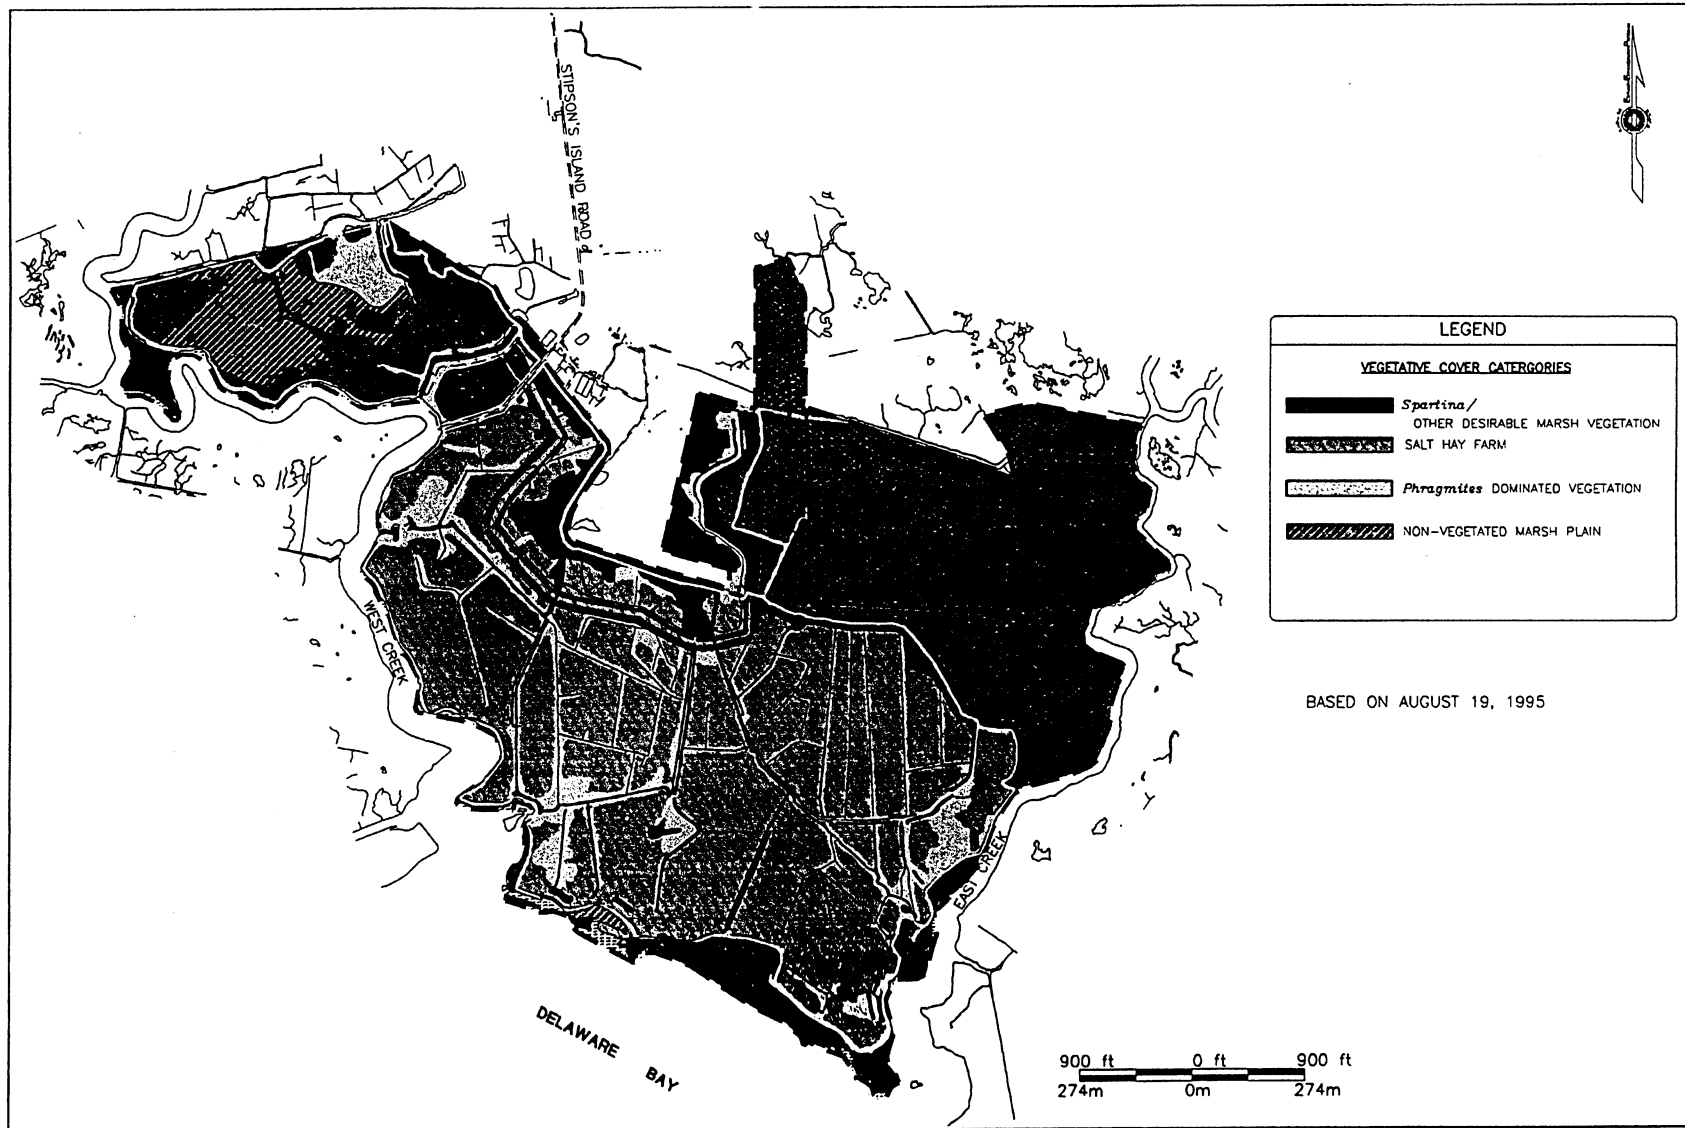 STIPSON'S ISLAND ROAD
LEGEND
VEGETATIVE COVER CATERGORIES
Spartina/
OTHER DESIRABLE MARSH VEGETATION
SALT HAY FARM
Phragmites DOMINATED VEGETATION
NON-VEGETATED MARSH PLAIN
WEST CREEK
BASED ON AUGUST 19, 1995
EAST CREEK
DELAWARE BAY
900 ft 0 ft 900 ft
274m 0m 274m